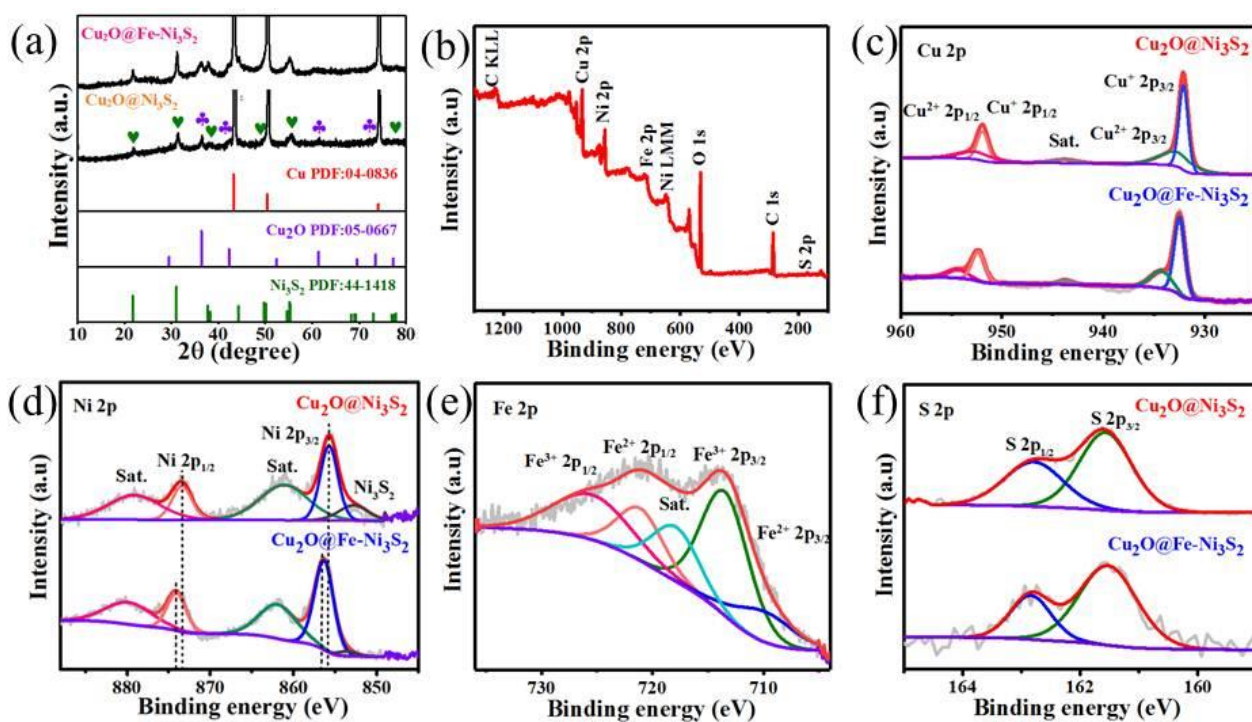 (a)
Cu₂O@Fe-Ni₃S₂
Cu₂O@Ni₃S₂
Cu PDF:04-0836
Cu₂O PDF:05-0667
Ni₃S₂ PDF:44-1418
Intensity (a.u.)
10 20 30 40 50 60 70 80
2θ (degree)
(b)
C KLL
Cu 2p
Ni 2p
Fe 2p
Ni LMM
O 1s
C 1s
S 2p
Intensity (a.u.)
1200 1000 800 600 400 200
Binding energy (eV)
(c)
Cu 2p
Cu₂O@Ni₃S₂
Cu⁺ 2p₃/₂
Cu²⁺ 2p₁/₂
Cu⁺ 2p₁/₂
Sat.
Cu²⁺ 2p₃/₂
Cu₂O@Fe-Ni₃S₂
Intensity (a.u)
960 950 940 930
Binding energy (eV)
(d)
Ni 2p
Cu₂O@Ni₃S₂
Ni 2p₃/₂
Ni 2p₁/₂
Sat.
Sat.
Ni₃S₂
Cu₂O@Fe-Ni₃S₂
Intensity (a.u)
880 870 860 850
Binding energy (eV)
(e)
Fe 2p
Fe³⁺ 2p₁/₂
Fe²⁺ 2p₁/₂
Fe³⁺ 2p₃/₂
Sat.
Fe²⁺ 2p₃/₂
Intensity (a.u)
730 720 710
Binding energy (eV)
(f)
S 2p
Cu₂O@Ni₃S₂
S 2p₃/₂
S 2p₁/₂
Cu₂O@Fe-Ni₃S₂
Intensity (a.u)
164 162 160
Binding energy (eV)